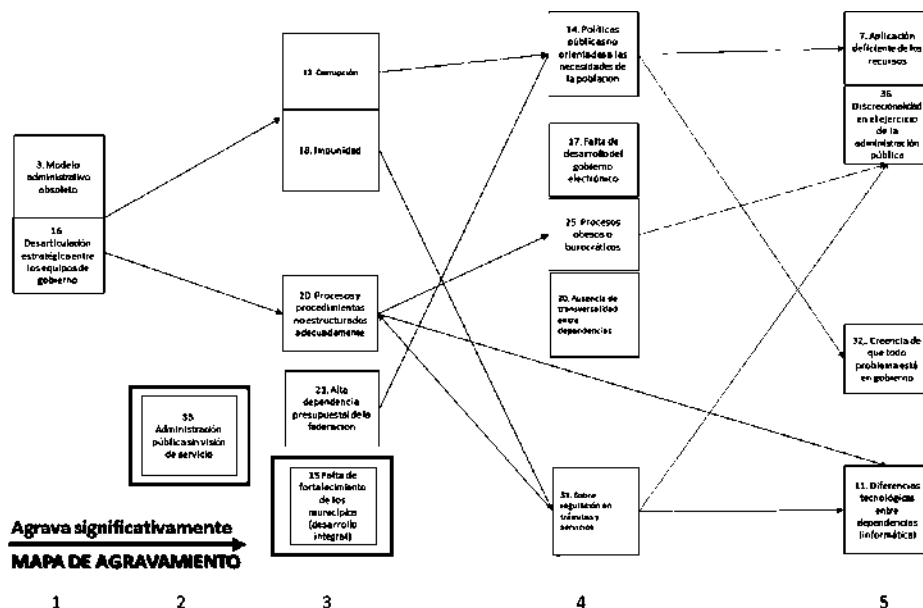 3. Modelo
administrativo
obsoleto
16
Desarticulación
estratégica entre
los equipos de
gobierno
33
Administración
pública sin visión
de servicio
13 Corrupción
18. Impunidad
20 Procesos y
procedimientos
no estructurados
adecuadamente
21. Alta
dependencia
presupuestal de la
federacion
15 Falta de
fortalecimiento
de los
municipios
(desarrollo
integral)
14. Políticas
públicas no
orientadas a las
necesidades de
la poblacion
17. Falta de
desarrollo del
gobierno
electrónico
25. Procesos
obesos o
burocráticos
30. Ausencia de
transversalidad
entre
dependencias
31. Sobre
regulación en
trámites y
servicios
7. Aplicación
deficiente de los
recursos
36.
Discrecionalidad
en el ejercicio
de la
administración
pública
32,. Creencia de
que todo
problema está
en gobierno
11. Diferencias
tecnológicas
entre
dependencias
(informática)
Agrava significativamente
MAPA DE AGRAVAMIENTO
1 2 3 4 5